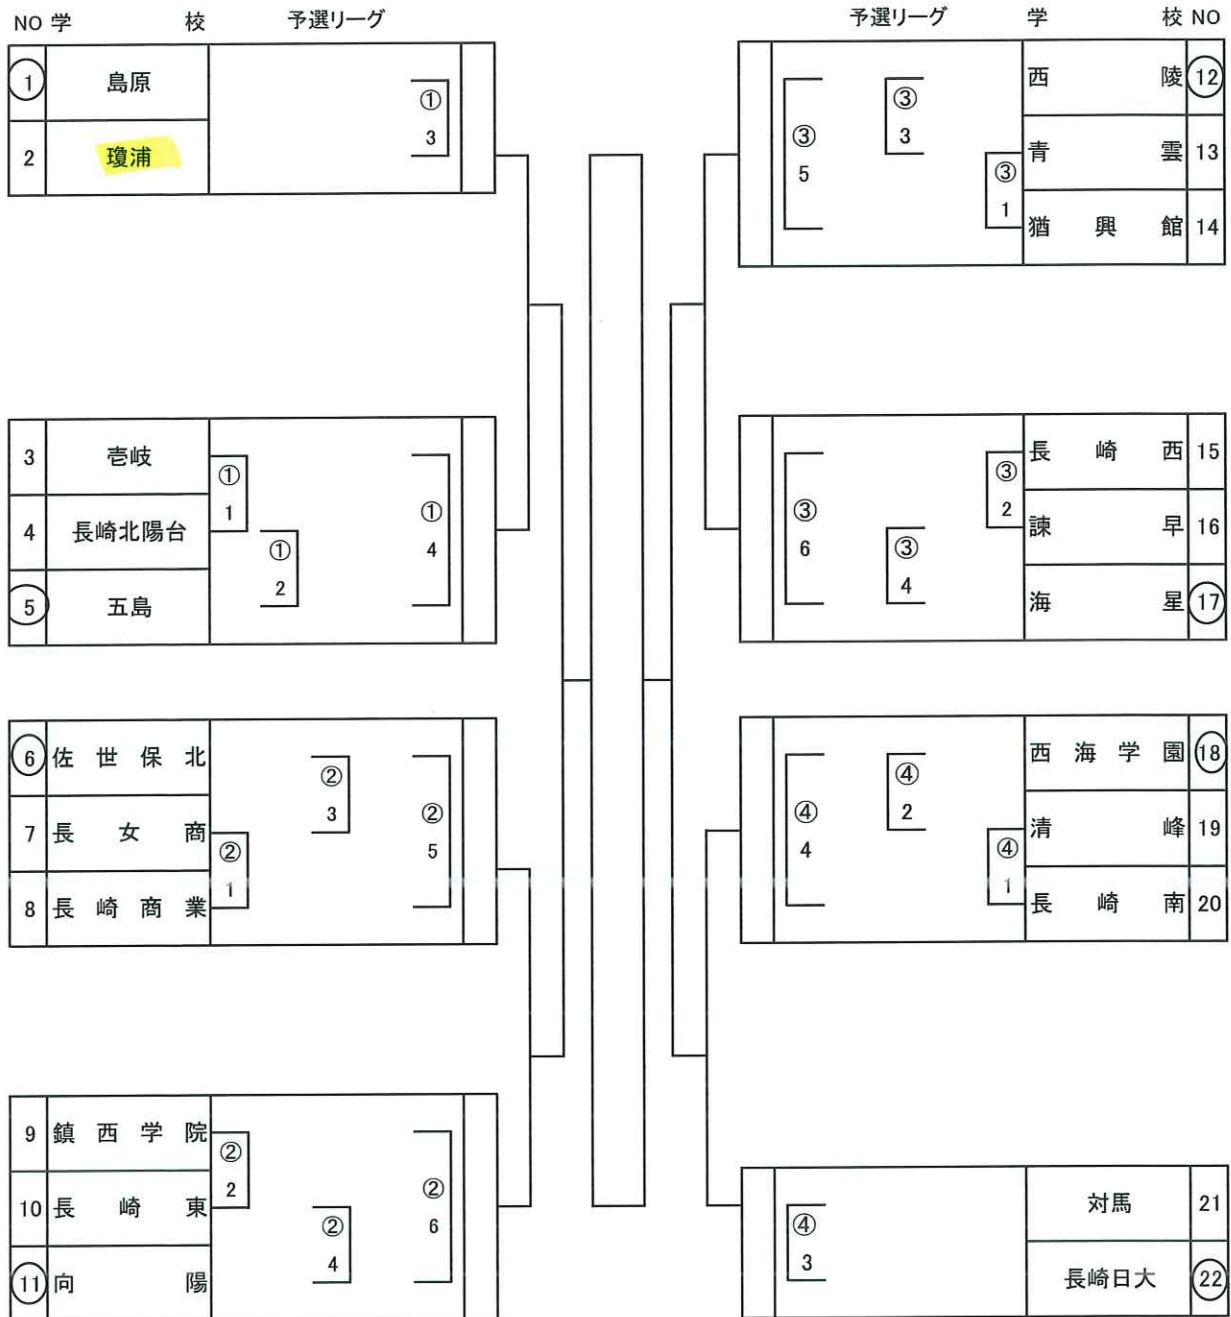 NO 学 校 予選リーグ
① 島原
2 瓊浦
① 3
3 壱岐
4 長崎北陽台
⑤ 五島
① 1
① 2
① 4
⑥ 佐世保北
7 長女商
8 長崎商業
② 1
② 3
② 5
9 鎮西学院
10 長崎東
⑪ 向陽
② 2
② 4
② 6
予選リーグ 学 校 NO
西陵 ⑫
青雲 13
猶興館 14
③ 5
③ 3
③ 1
長崎西 15
諫早 16
海星 ⑰
③ 6
③ 4
③ 2
西海学園 ⑱
清峰 19
長崎南 20
④ 4
④ 2
④ 1
対馬 21
長崎日大 ㉒
④ 3